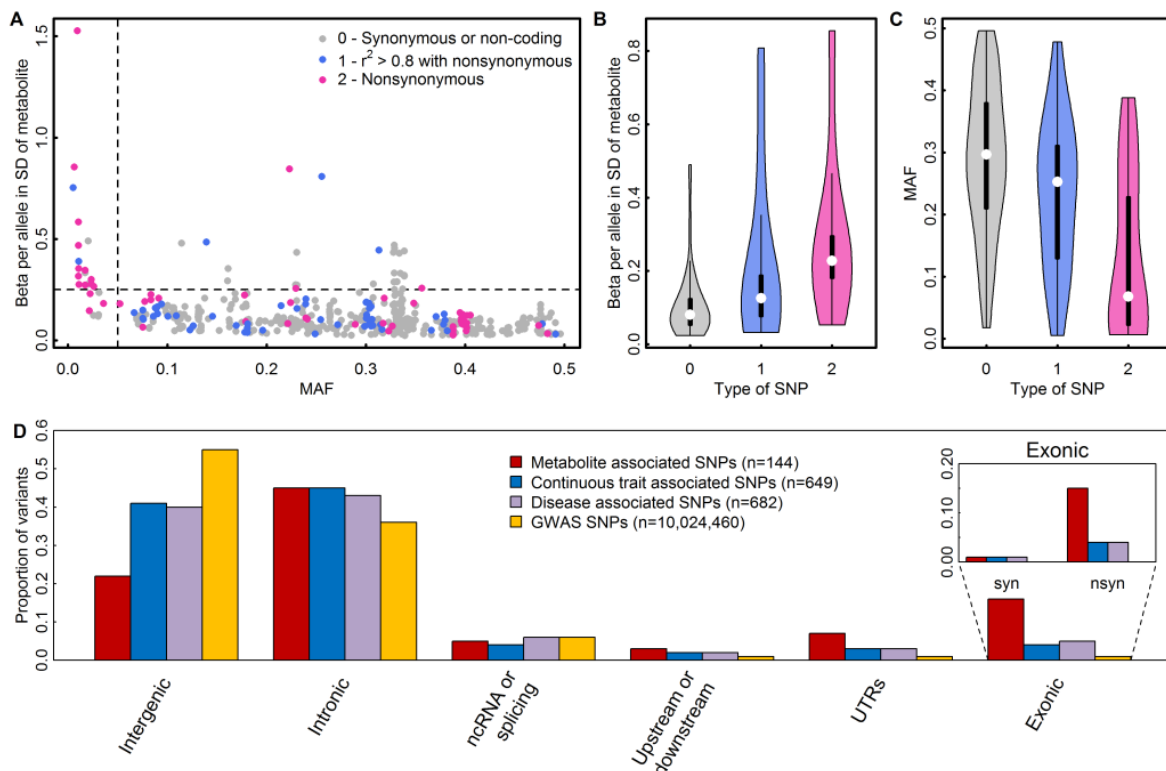 A
Beta per allele in SD of metabolite
1.5
1.0
0.5
0.0
0 - Synonymous or non-coding
1 - r² > 0.8 with nonsynonymous
2 - Nonsynonymous
0.0 0.1 0.2 0.3 0.4 0.5
MAF
B
Beta per allele in SD of metabolite
0.8
0.6
0.4
0.2
0.0
0 1 2
Type of SNP
C
MAF
0.5
0.4
0.3
0.2
0.1
0.0
0 1 2
Type of SNP
D
Proportion of variants
0.6
0.4
0.2
0.0
Metabolite associated SNPs (n=144)
Continuous trait associated SNPs (n=649)
Disease associated SNPs (n=682)
GWAS SNPs (n=10,024,460)
Exonic
0.20
0.10
0.00
syn nsyn
Intergenic
Intronic
ncRNA or
splicing
Upstream or
downstream
UTRs
Exonic